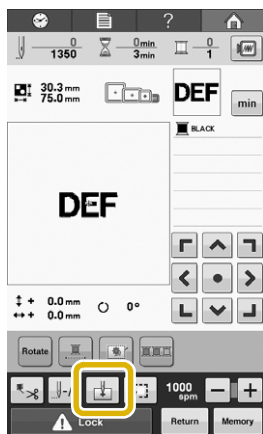 ?
0 0min 0
1350 3min 1
30.3 mm
75.0 mm
DEF
min
BLACK
DEF
+ 0.0 mm
+ 0.0 mm
0°
Rotate
1000
spm
- +
Lock
Return
Memory